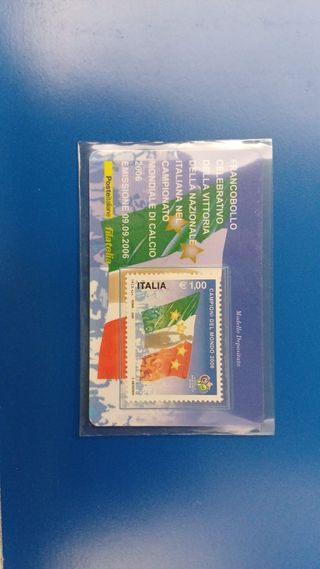 FRANCOBOLLO
CELEBRATIVO
DELLA VITTORIA
DELLA NAZIONALE
ITALIANA NEL
CAMPIONATO
MONDIALE DI CALCIO
2006
EMISSIONE 09.09.2006
Posteitaliane
filatelia
Modello Depositato
ITALIA
€1,00
CAMPIONI DEL MONDO 2006